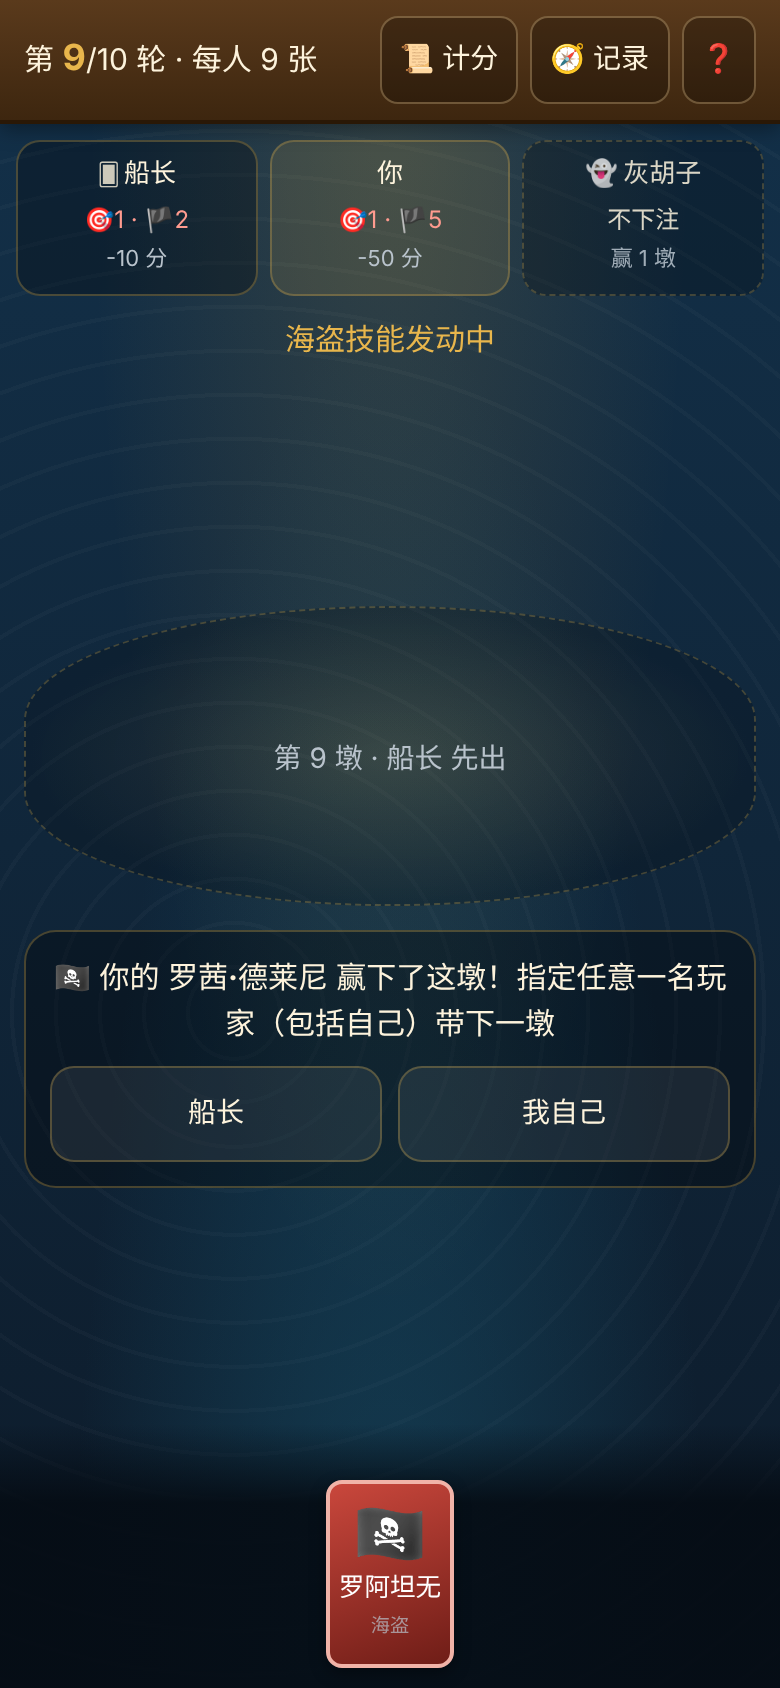 第 9/10 轮 · 每人 9 张
📜 计分
🧭 记录
❓
🂠 船长
🎯1 · 🏴2
-10 分
你
🎯1 · 🏴5
-50 分
👻 灰胡子
不下注
赢 1 墩
海盗技能发动中
第 9 墩 · 船长 先出
🏴‍☠️ 你的 罗茜·德莱尼 赢下了这墩！指定任意一名玩
家（包括自己）带下一墩
船长
我自己
罗阿坦无
海盗